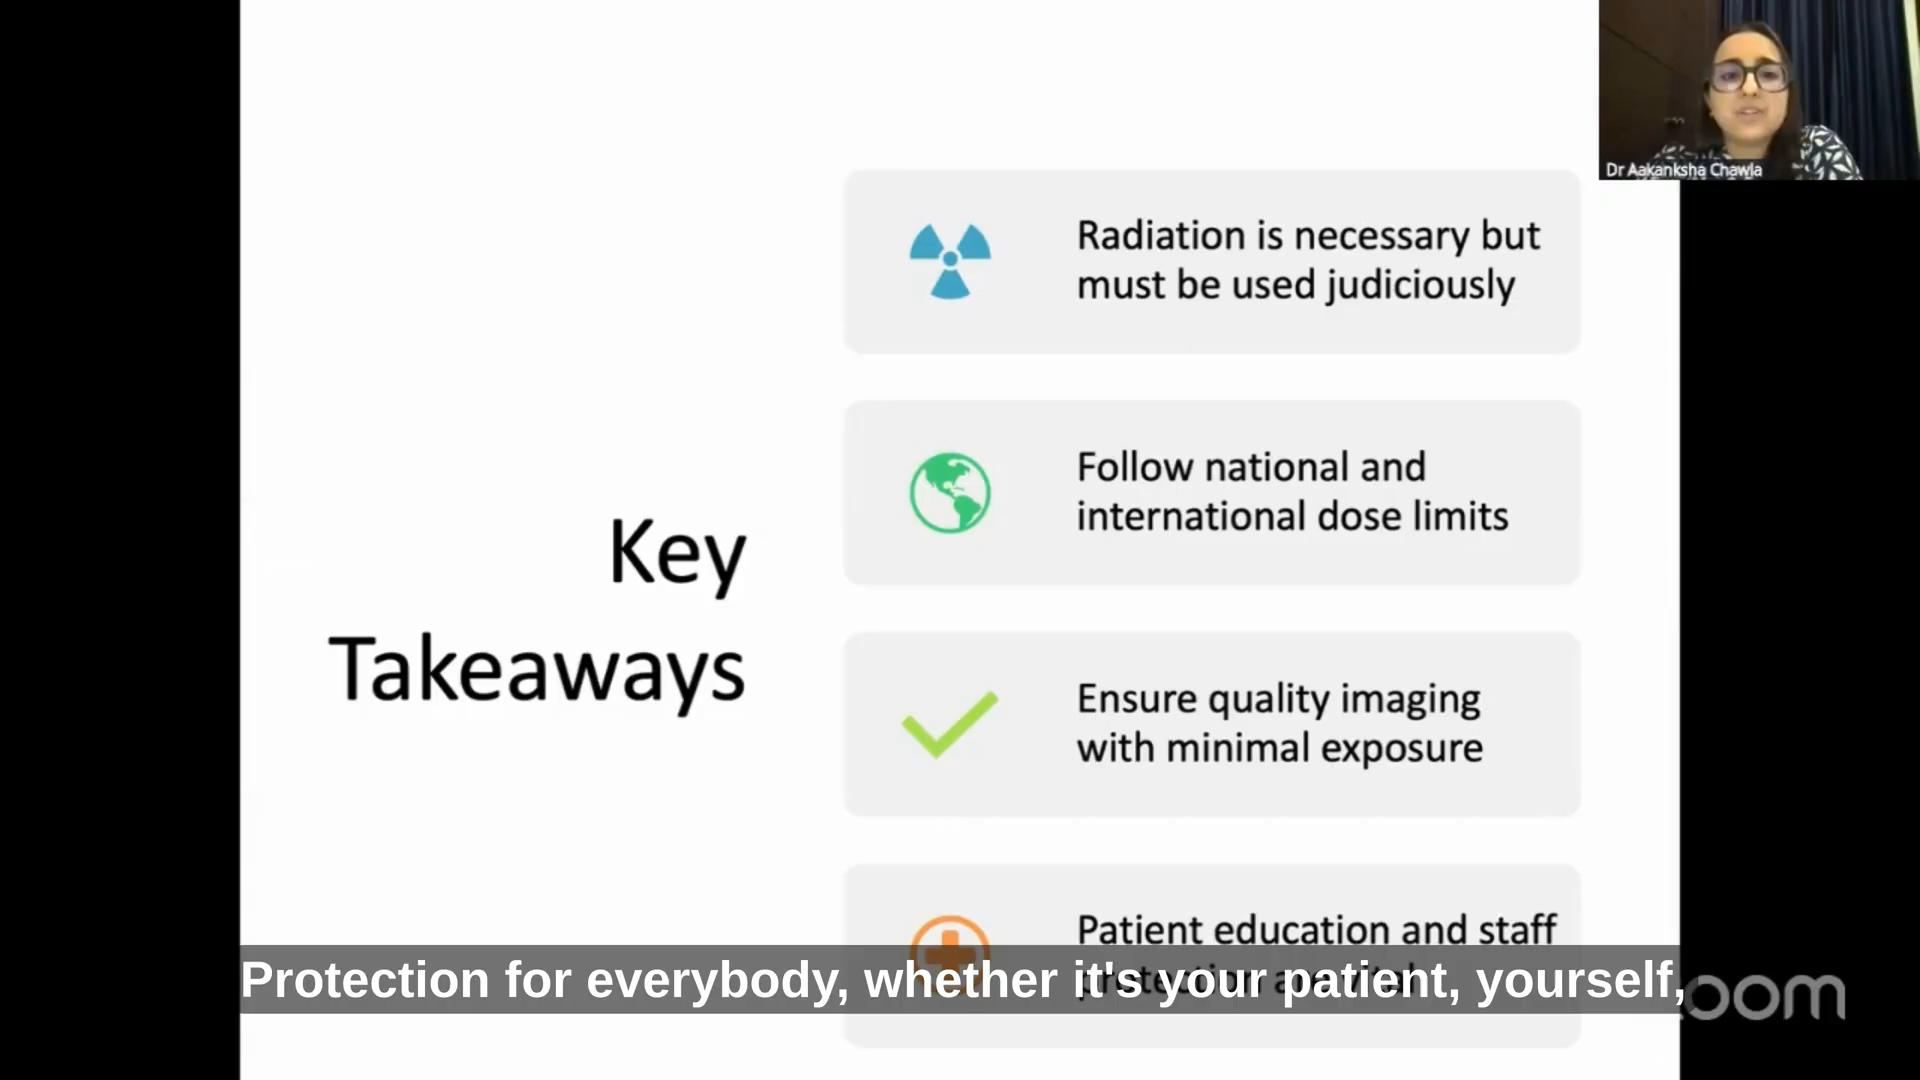 Dr Aakanksha Chawla
Radiation is necessary but
must be used judiciously
Follow national and
international dose limits
Key
Takeaways
Ensure quality imaging
with minimal exposure
Patient education and staff
protection are vital
Protection for everybody, whether it's your patient, yourself,
oom